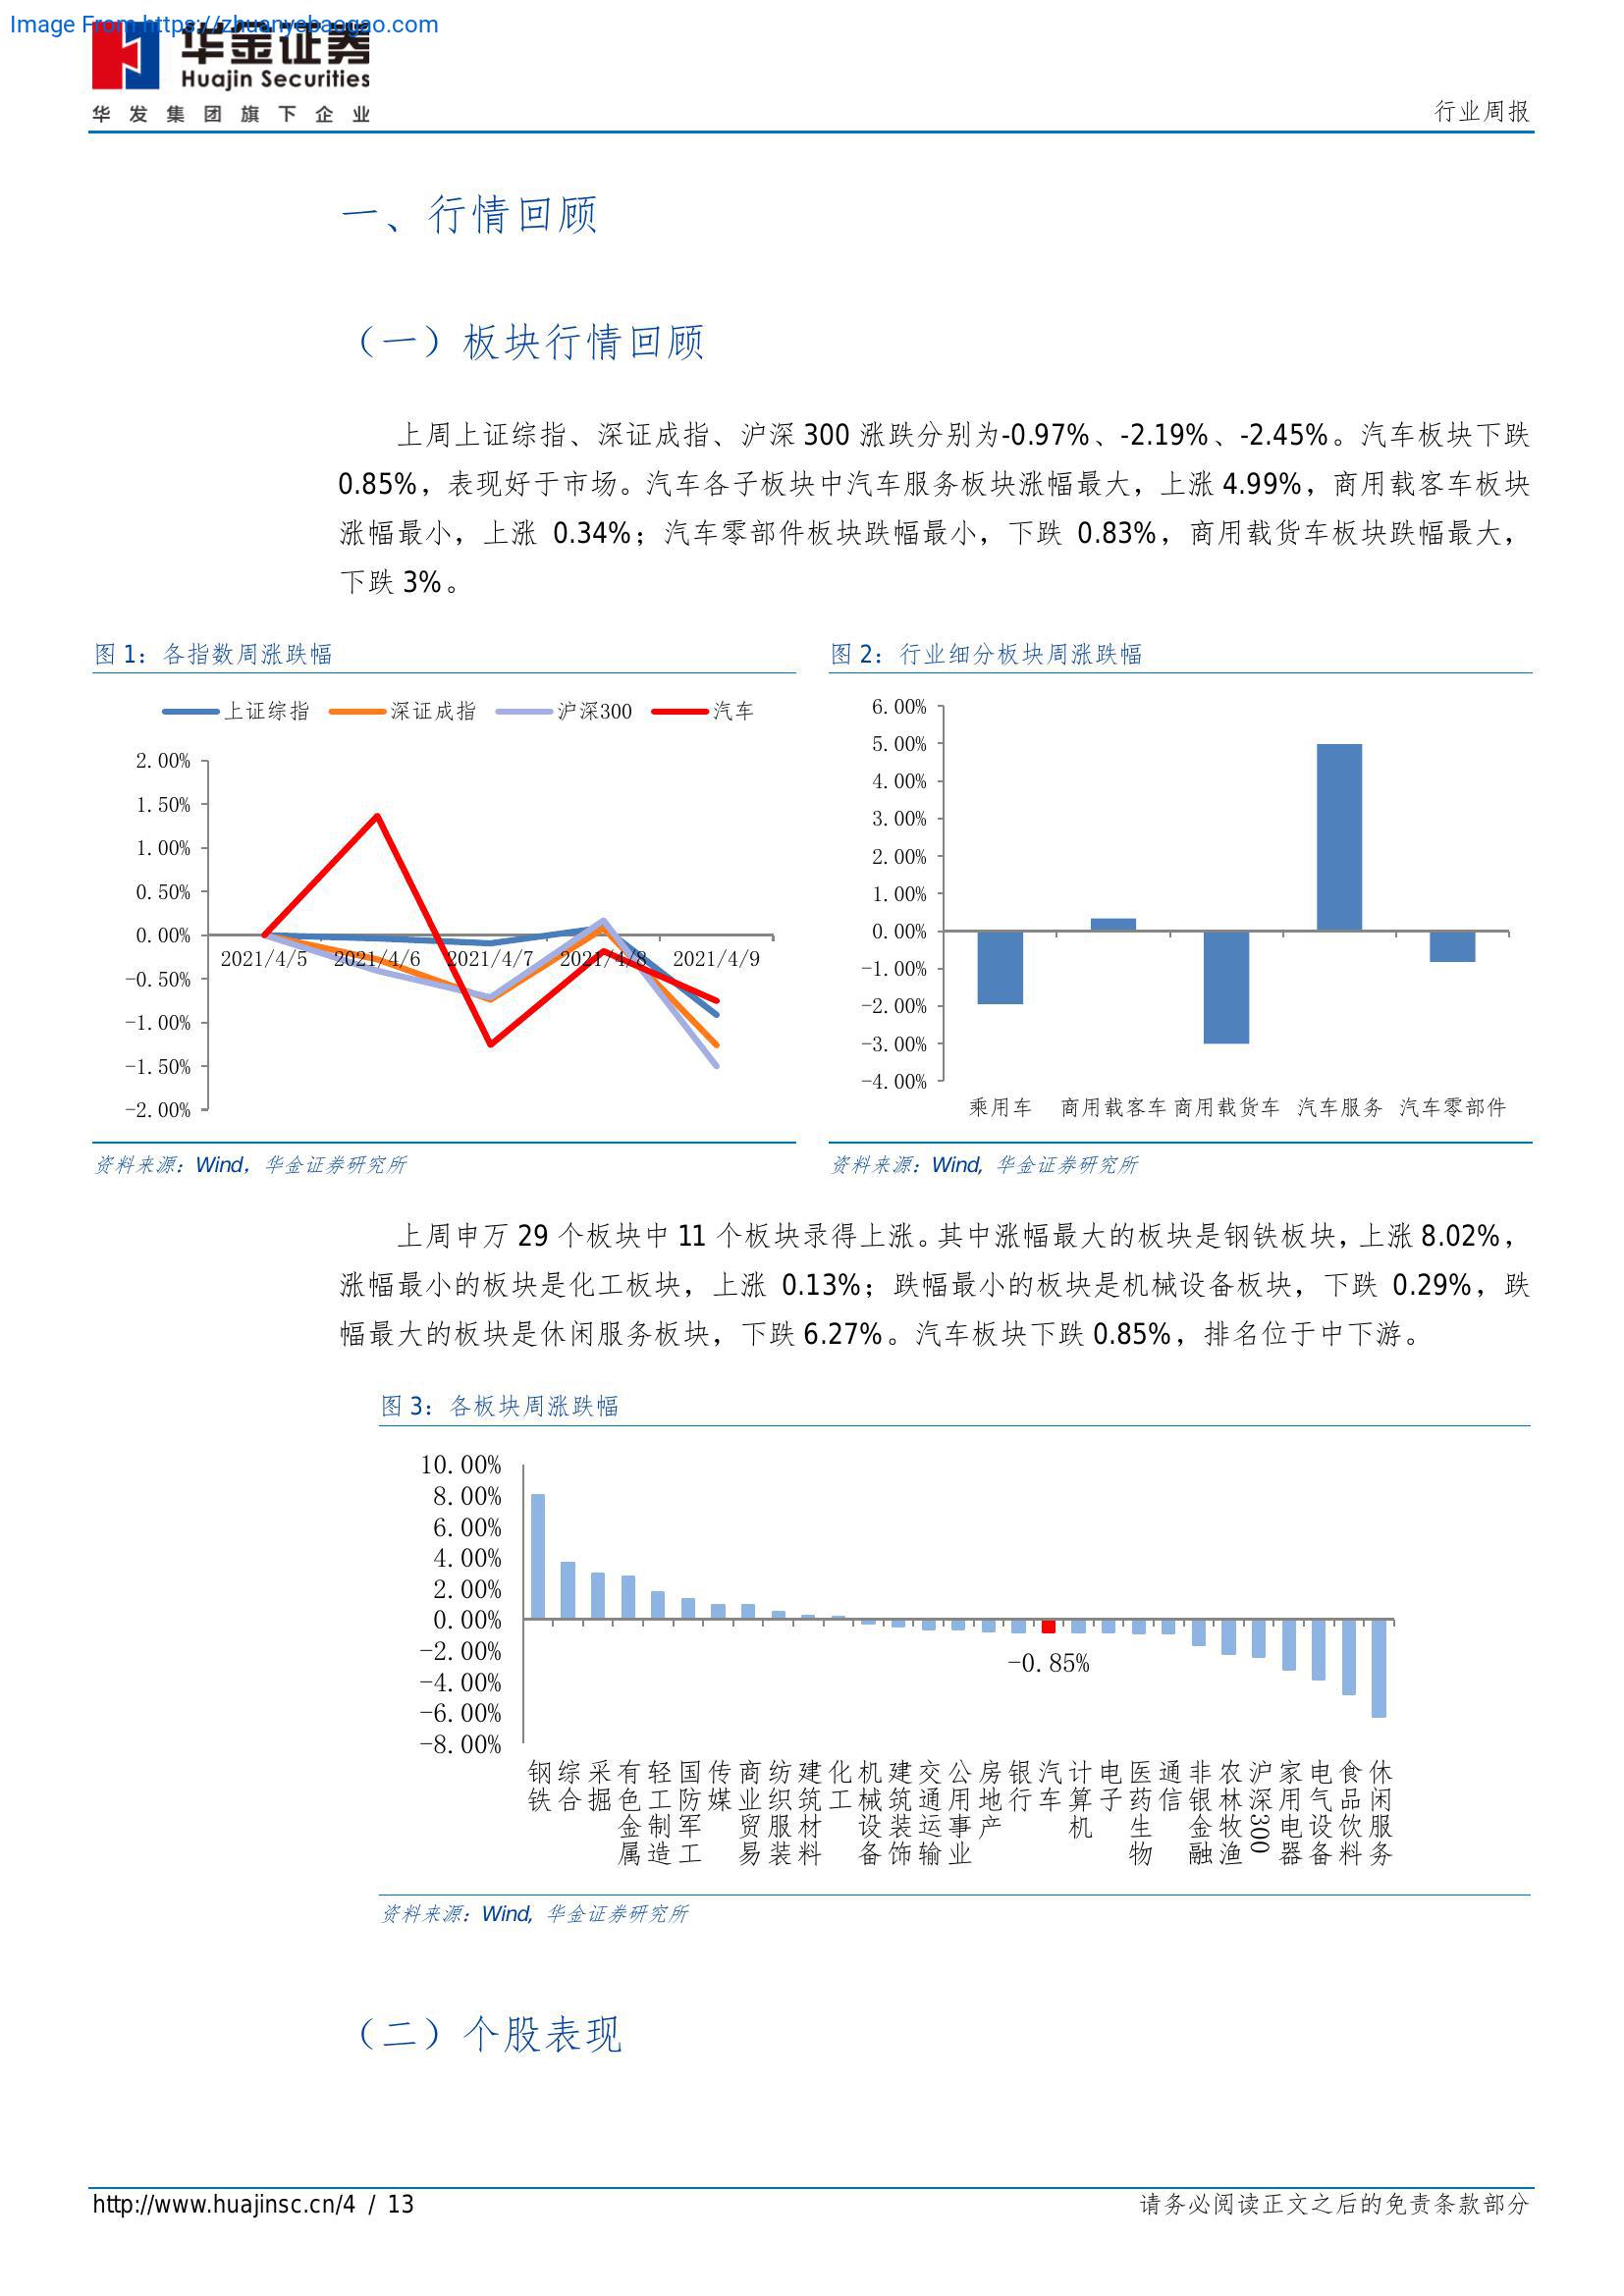 Image From https://zhuanyebaogao.com
华金证券
Huajin Securities
华发集团旗下企业
行业周报
一、行情回顾
（一）板块行情回顾
上周上证综指、深证成指、沪深 300 涨跌分别为-0.97%、-2.19%、-2.45%。汽车板块下跌
0.85%，表现好于市场。汽车各子板块中汽车服务板块涨幅最大，上涨 4.99%，商用载客车板块
涨幅最小，上涨 0.34%；汽车零部件板块跌幅最小，下跌 0.83%，商用载货车板块跌幅最大，
下跌 3%。
图 1：各指数周涨跌幅
上证综指 深证成指 沪深300 汽车
2.00%
1.50%
1.00%
0.50%
0.00%
-0.50%
-1.00%
-1.50%
-2.00%
2021/4/5 2021/4/6 2021/4/7 2021/4/8 2021/4/9
资料来源：Wind，华金证券研究所
图 2：行业细分板块周涨跌幅
6.00%
5.00%
4.00%
3.00%
2.00%
1.00%
0.00%
-1.00%
-2.00%
-3.00%
-4.00%
乘用车 商用载客车 商用载货车 汽车服务 汽车零部件
资料来源：Wind，华金证券研究所
上周申万 29 个板块中 11 个板块录得上涨。其中涨幅最大的板块是钢铁板块，上涨 8.02%，
涨幅最小的板块是化工板块，上涨 0.13%；跌幅最小的板块是机械设备板块，下跌 0.29%，跌
幅最大的板块是休闲服务板块，下跌 6.27%。汽车板块下跌 0.85%，排名位于中下游。
图 3：各板块周涨跌幅
10.00%
8.00%
6.00%
4.00%
2.00%
0.00%
-2.00%
-4.00%
-6.00%
-8.00%
-0.85%
钢铁
综合
采掘
有色金属
轻工制造
国防军工
传媒
商业贸易
纺织服装
建筑材料
化工
机械设备
建筑装饰
交通运输
公用事业
房地产
银行
汽车
计算机
电子
医药生物
通信
非银金融
农林牧渔
沪深300
家用电器
电气设备
食品饮料
休闲服务
资料来源：Wind，华金证券研究所
（二）个股表现
http://www.huajinsc.cn/4 / 13
请务必阅读正文之后的免责条款部分